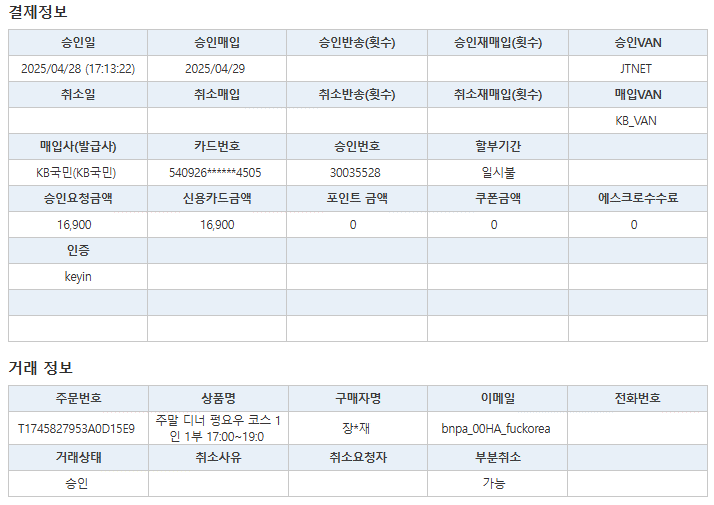 결제정보
승인일 승인매입 승인반송(횟수) 승인재매입(횟수) 승인VAN
2025/04/28 (17:13:22) 2025/04/29 JTNET
취소일 취소매입 취소반송(횟수) 취소재매입(횟수) 매입VAN
KB_VAN
매입사(발급사) 카드번호 승인번호 할부기간
KB국민(KB국민) 540926******4505 30035528 일시불
승인요청금액 신용카드금액 포인트 금액 쿠폰금액 에스크로수수료
16,900 16,900 0 0 0
인증
keyin
거래 정보
주문번호 상품명 구매자명 이메일 전화번호
T1745827953A0D15E9 주말 디너 펑요우 코스 1 장*재 bnpa_00HA_fuckorea
인 1부 17:00~19:0
거래상태 취소사유 취소요청자 부분취소
승인 가능